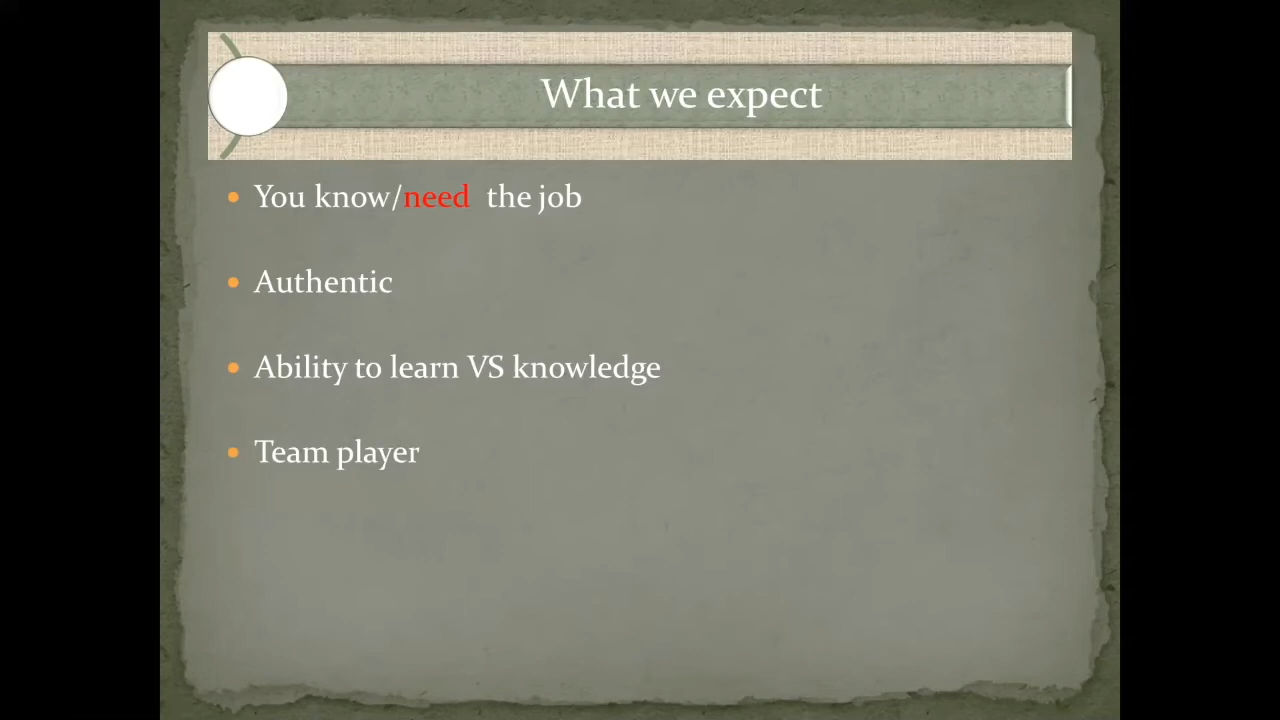 What we expect
You know/need the job
Authentic
Ability to learn VS knowledge
Team player